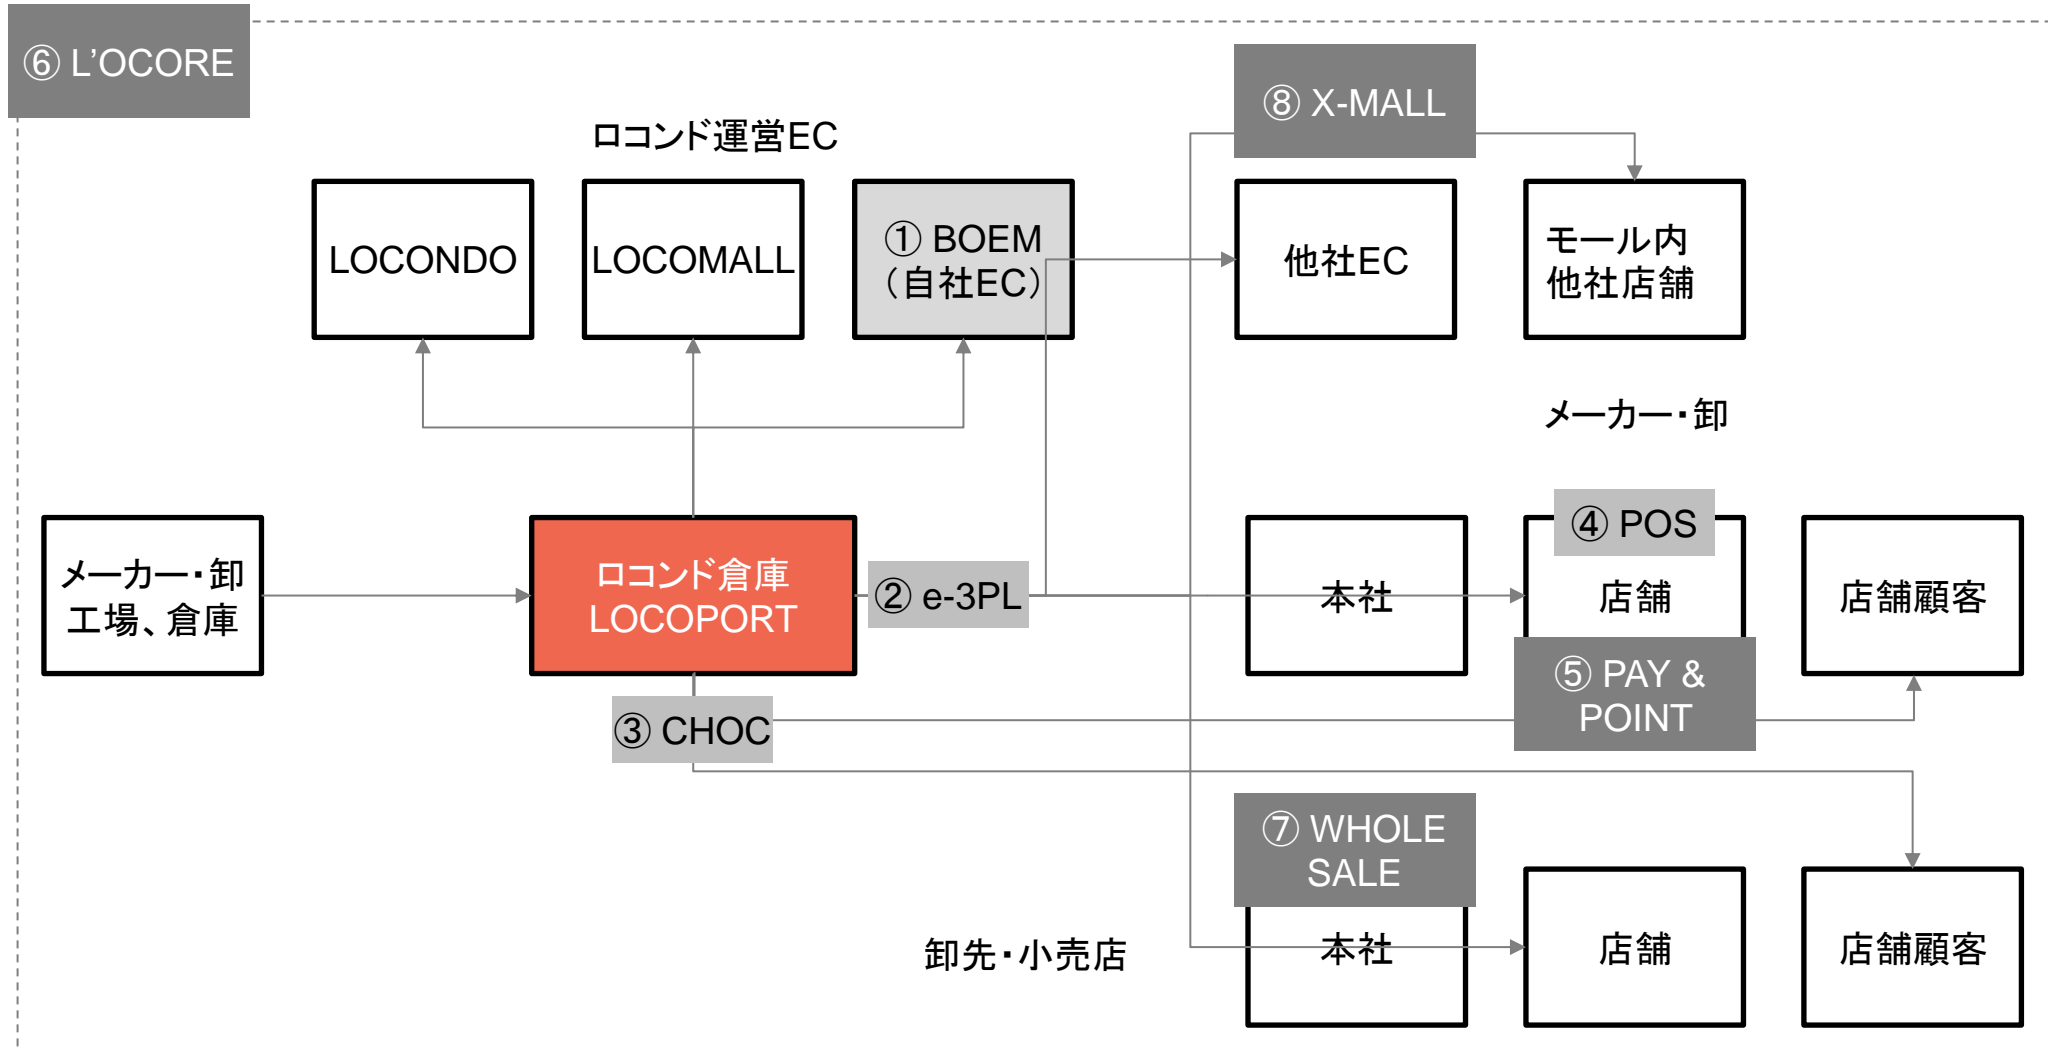 ⑥ L’OCORE
⑧ X-MALL
ロコンド運営EC
LOCONDO
LOCOMALL
① BOEM
（自社EC）
他社EC
モール内
他社店舗
メーカー・卸
メーカー・卸
工場、倉庫
ロコンド倉庫
LOCOPORT
② e-3PL
本社
④ POS
店舗
店舗顧客
⑤ PAY &
POINT
③ CHOC
⑦ WHOLE
SALE
卸先・小売店
本社
店舗
店舗顧客